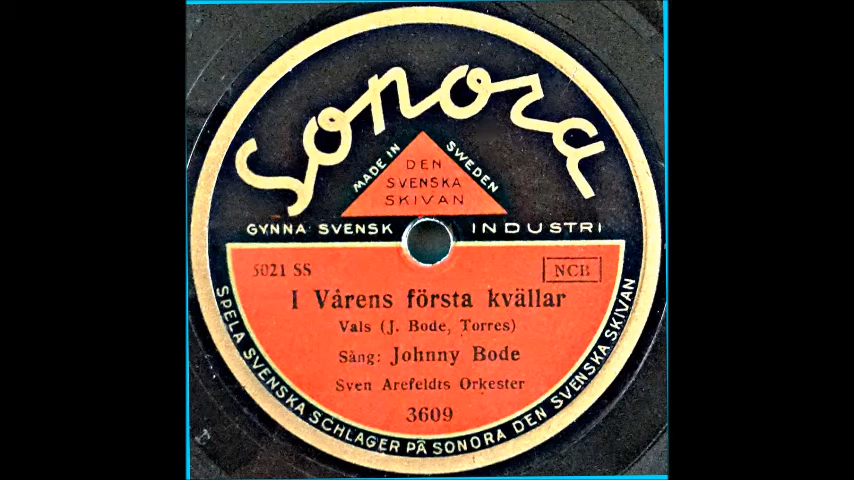 Sonora
MADE IN SWEDEN
DEN
SVENSKA
SKIVAN
GYNNA SVENSK INDUSTRI
5021 SS
NCB
I Vårens första kvällar
Vals (J. Bode, Torres)
Sång: Johnny Bode
Sven Arefeldts Orkester
3609
SPELA SVENSKA SCHLAGER PÅ SONORA DEN SVENSKA SKIVAN